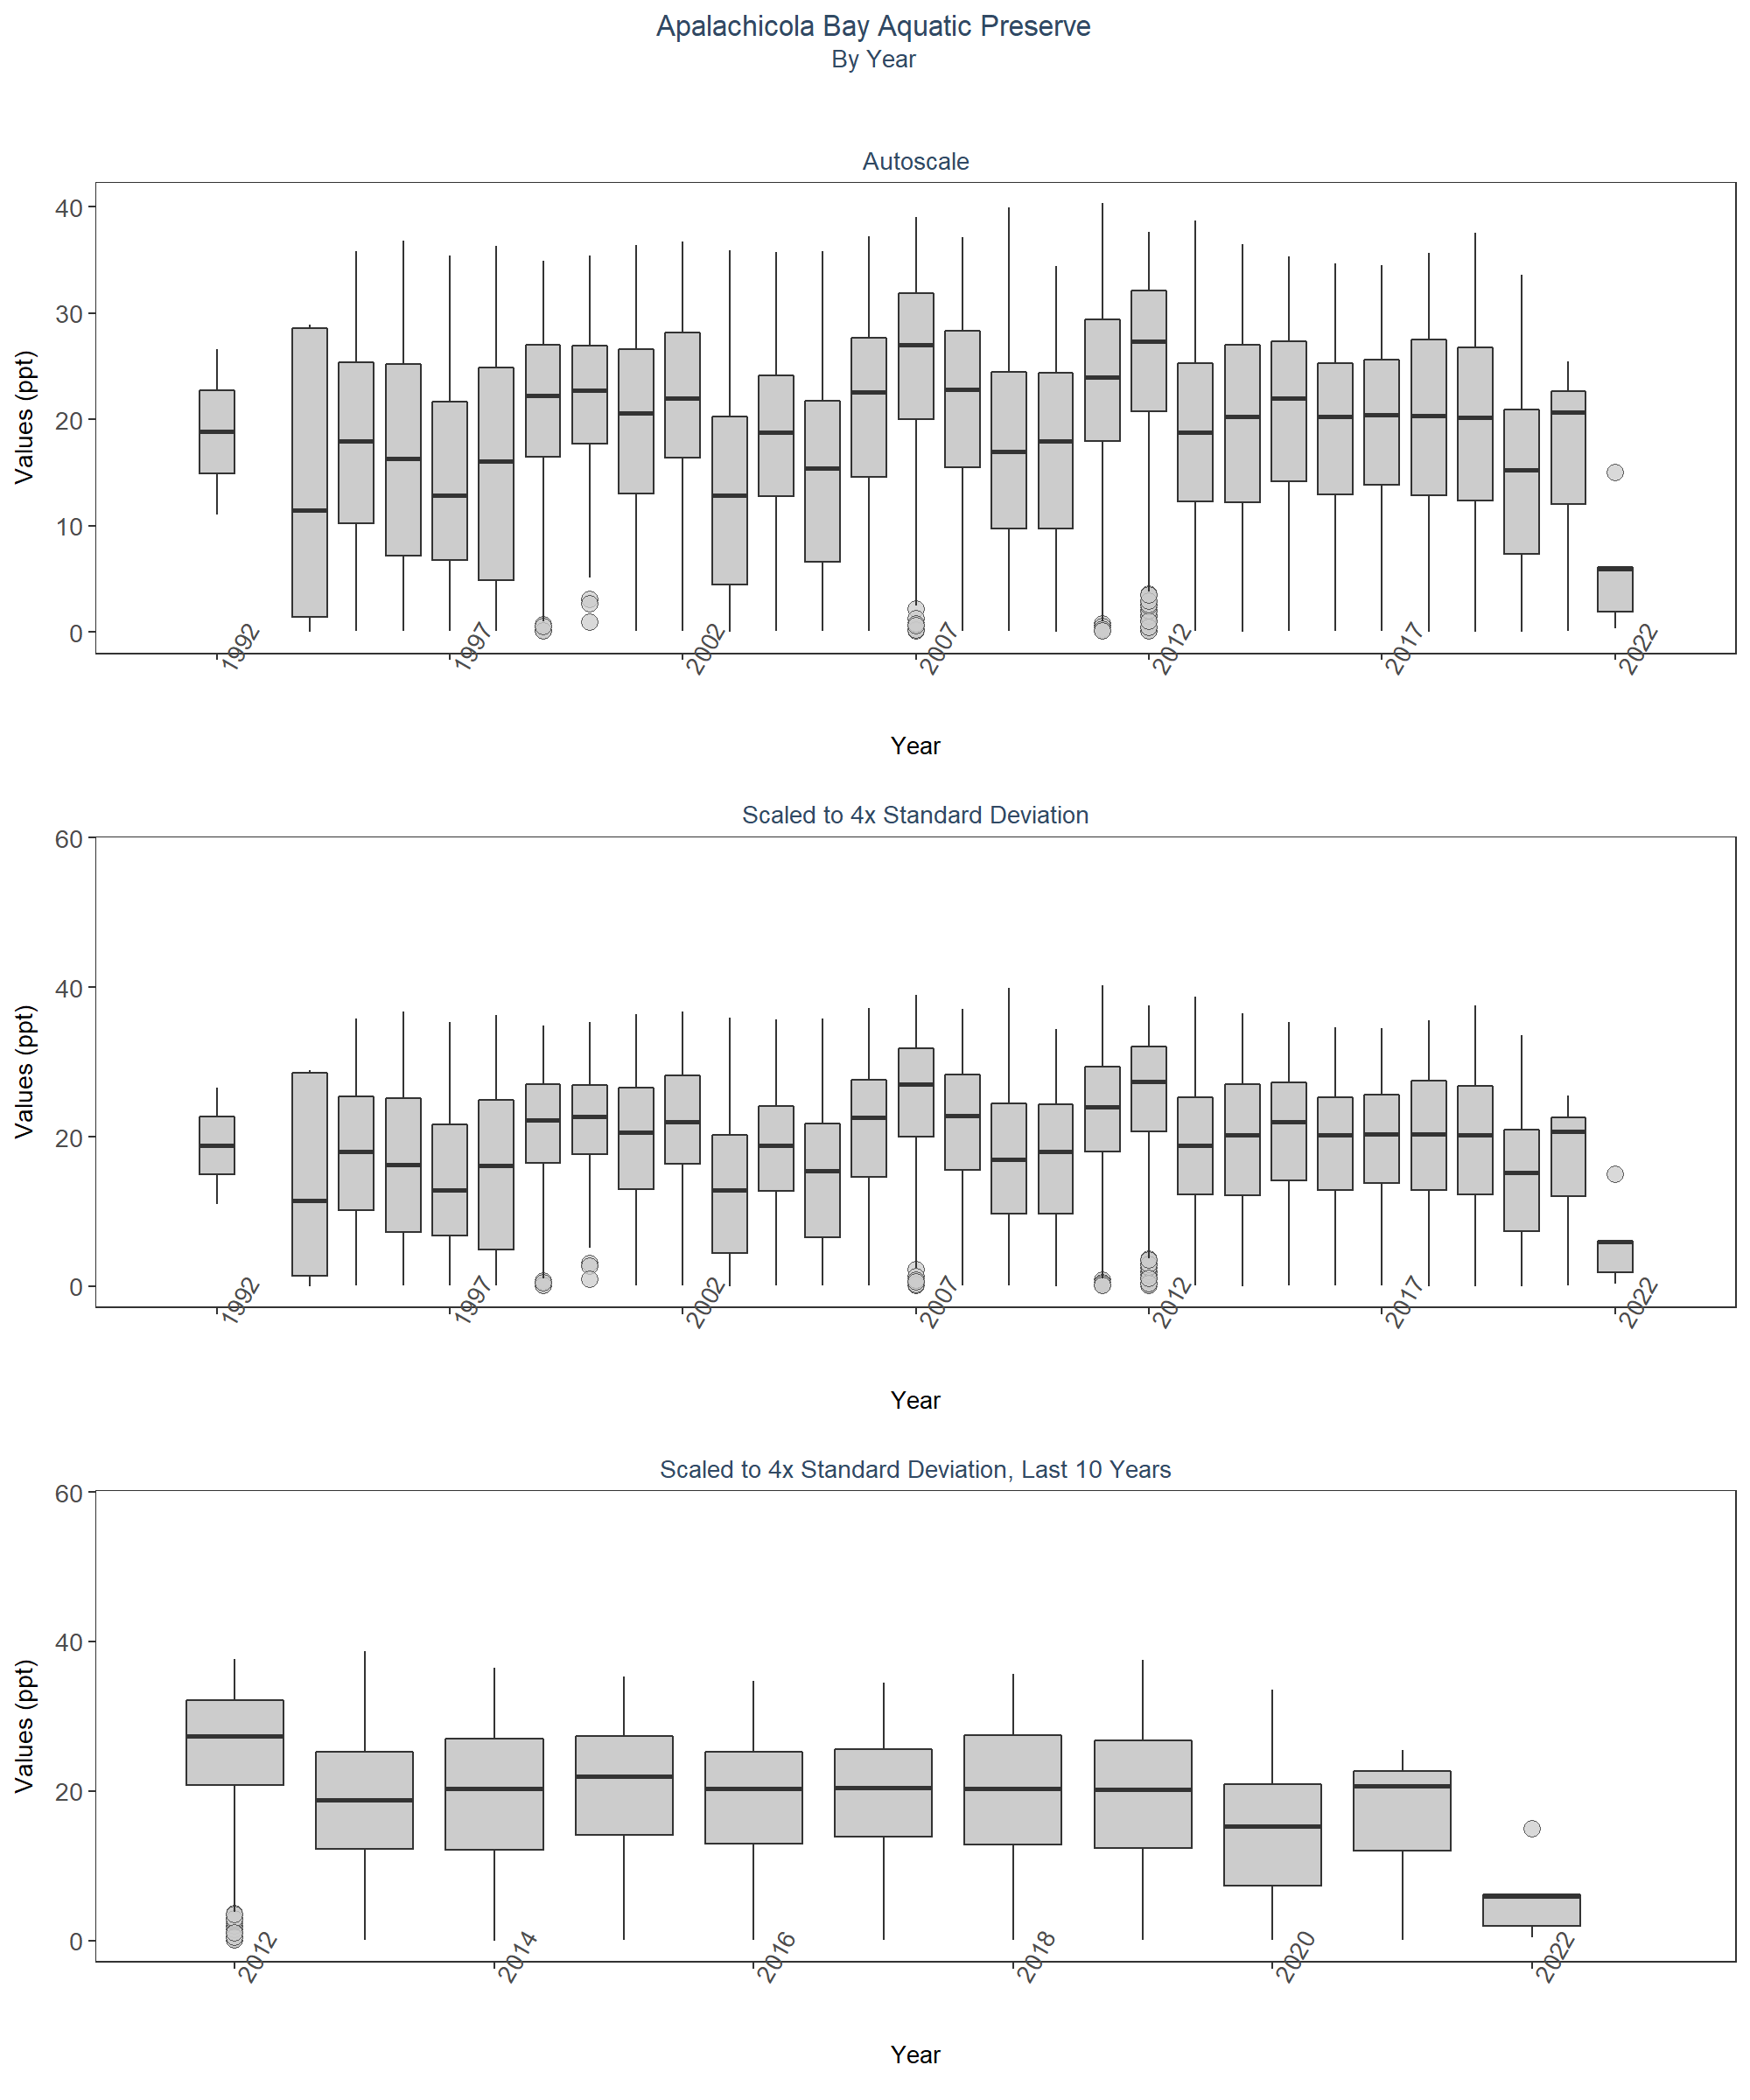 Apalachicola Bay Aquatic Preserve
By Year
Autoscale
Values (ppt)
40
30
20
10
0
1992 1997 2002 2007 2012 2017 2022
Year
Scaled to 4x Standard Deviation
Values (ppt)
60
40
20
0
1992 1997 2002 2007 2012 2017 2022
Year
Scaled to 4x Standard Deviation, Last 10 Years
Values (ppt)
60
40
20
0
2012 2014 2016 2018 2020 2022
Year